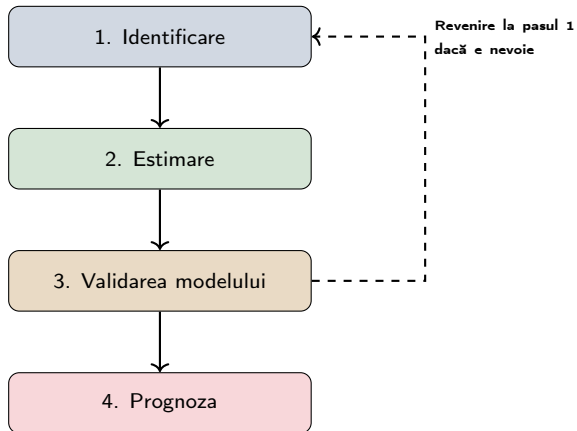 1. Identificare
Revenire la pasul 1
dacă e nevoie
2. Estimare
3. Validarea modelului
4. Prognoza